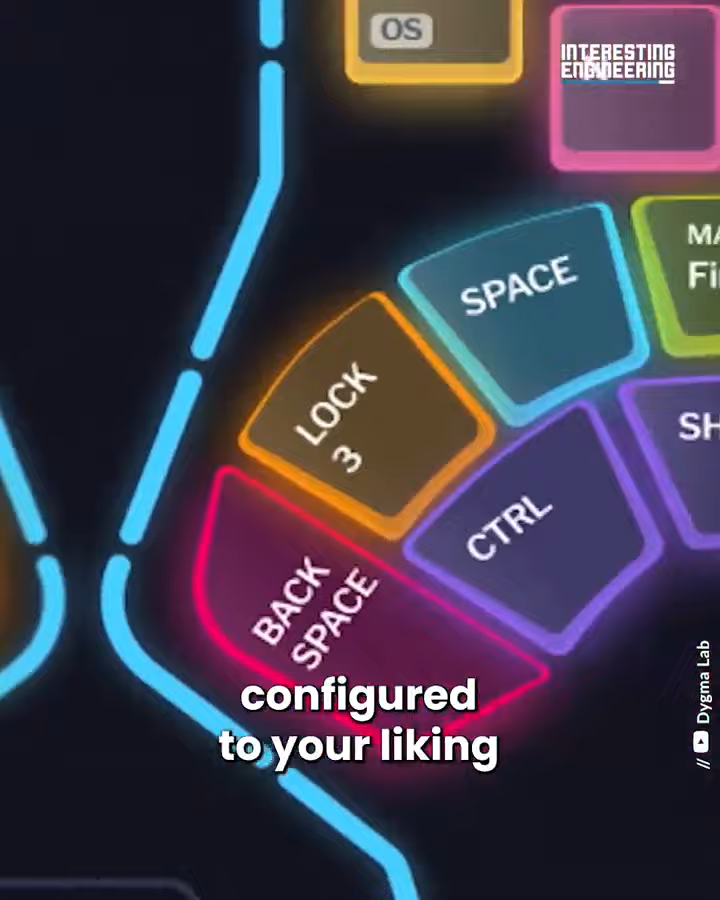 OS
INTERESTING
ENGINEERING
SPACE
LOCK
3
CTRL
BACK
SPACE
configured
to your liking
// Dygma Lab